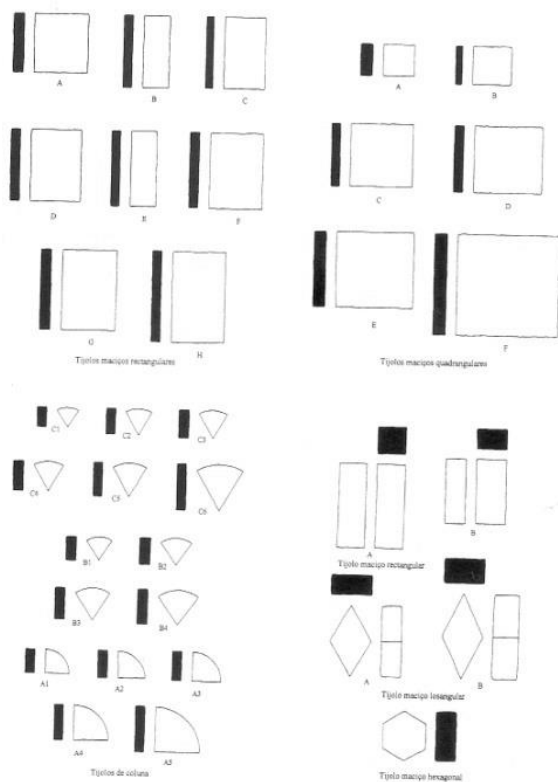 A B C
D E F
G H
Tijolos maciços rectangulares
A B
C D
E F
Tijolos maciços quadrangulares
C1 C2 C3
C4 C5 C6
B1 B2
B3 B4
A1 A2 A3
A4 A5
Tijolos de coluna
A B
Tijolo maciço rectangular
A B
Tijolo maciço losangular
Tijolo maciço hexagonal